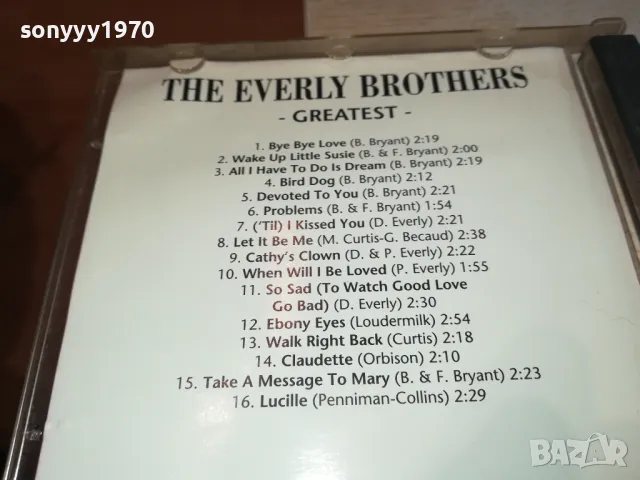 sonyyy1970
THE EVERLY BROTHERS
- GREATEST -
1. Bye Bye Love (B. Bryant) 2:19
2. Wake Up Little Susie (B. & F. Bryant) 2:00
3. All I Have To Do Is Dream (B. Bryant) 2:19
4. Bird Dog (B. Bryant) 2:12
5. Devoted To You (B. Bryant) 2:21
6. Problems (B. & F. Bryant) 1:54
7. ('Til) I Kissed You (D. Everly) 2:21
8. Let It Be Me (M. Curtis-G. Becaud) 2:38
9. Cathy's Clown (D. & P. Everly) 2:22
10. When Will I Be Loved (P. Everly) 1:55
11. So Sad (To Watch Good Love
Go Bad) (D. Everly) 2:30
12. Ebony Eyes (Loudermilk) 2:54
13. Walk Right Back (Curtis) 2:18
14. Claudette (Orbison) 2:10
15. Take A Message To Mary (B. & F. Bryant) 2:23
16. Lucille (Penniman-Collins) 2:29
BAZAR